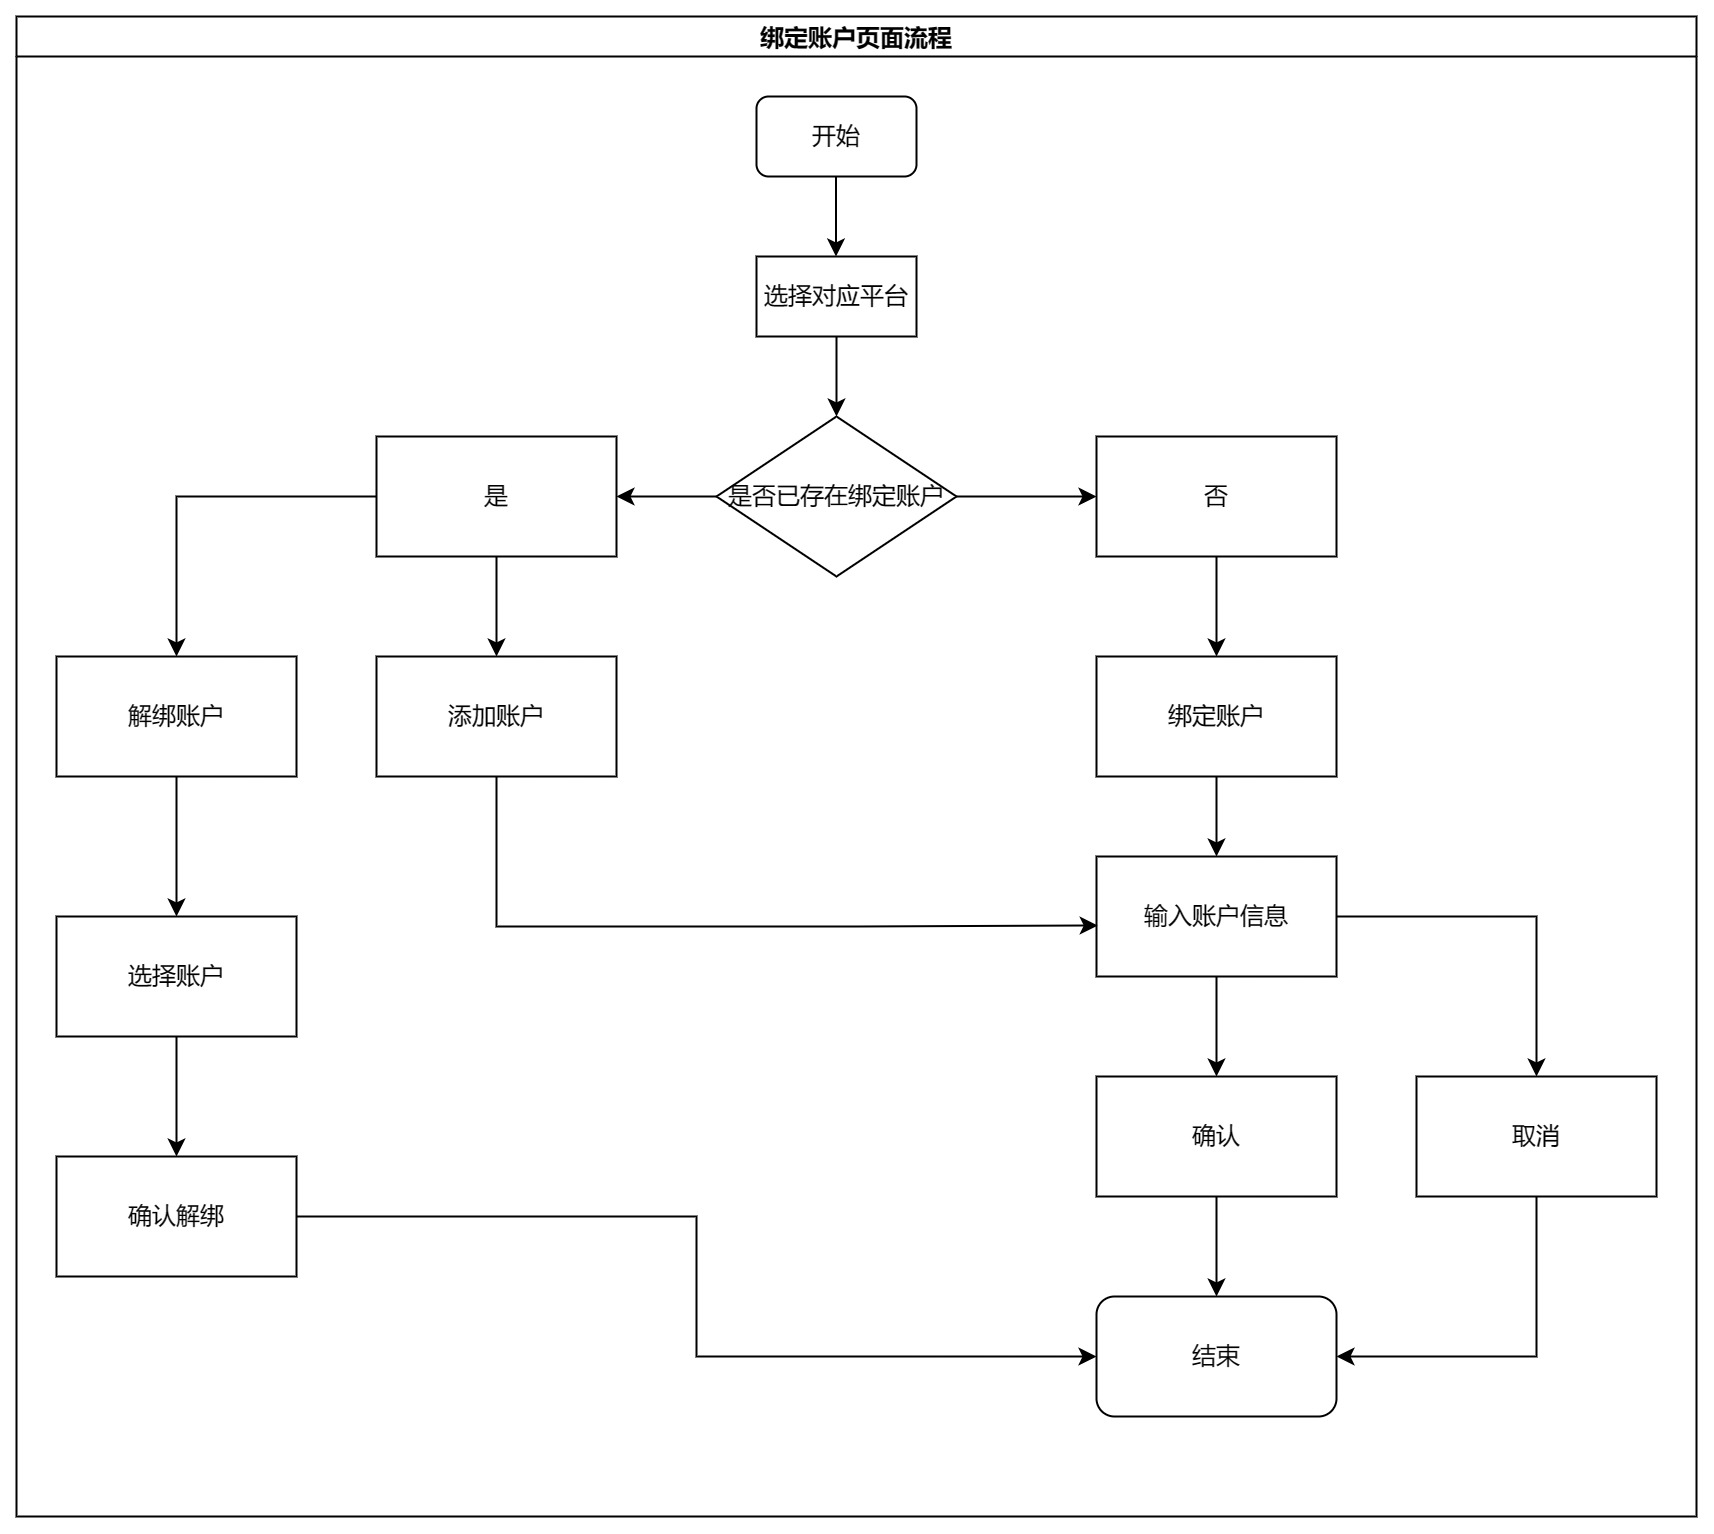 绑定账户页面流程
开始
选择对应平台
是
是否已存在绑定账户
否
解绑账户
添加账户
绑定账户
输入账户信息
选择账户
确认
取消
确认解绑
结束